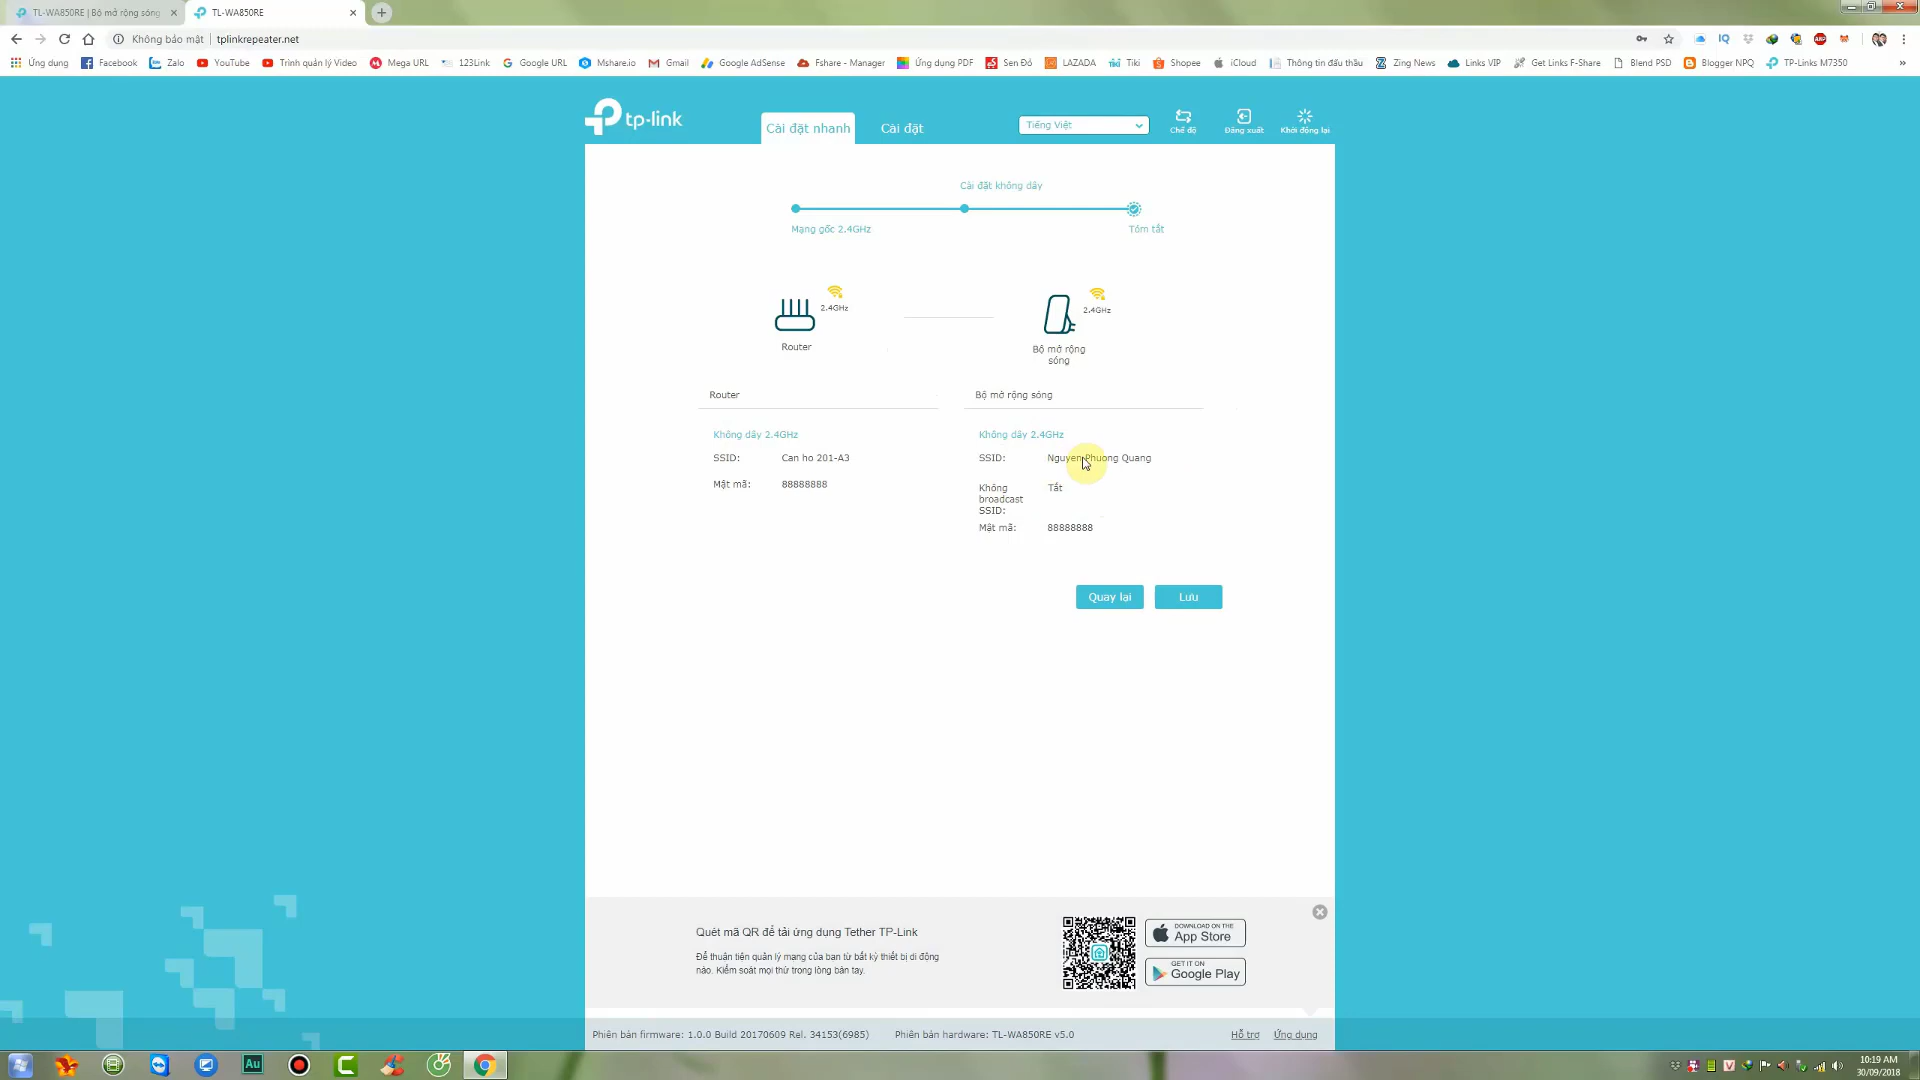 TL-WA850RE | Bộ mở rộng sóng
TL-WA850RE
Không bảo mật | tplinkrepeater.net
Ứng dụng Facebook Zalo YouTube Trình quản lý Video Mega URL 123Link Google URL Mshare.io Gmail Google AdSense Fshare - Manager Ứng dụng PDF Sen Đỏ LAZADA Tiki Shopee iCloud Thông tin đấu thầu Zing News Links VIP Get Links F-Share Blend PSD Blogger NPQ TP-Links M7350 »
tp-link
Cài đặt nhanh
Cài đặt
Tiếng Việt
Chế độ
Đăng xuất
Khởi động lại
Cài đặt không dây
Mạng gốc 2.4GHz
Tóm tắt
2.4GHz
2.4GHz
Router
Bộ mở rộng
sóng
Router
Bộ mở rộng sóng
Không dây 2.4GHz
SSID: Can ho 201-A3
Mật mã: 88888888
Không dây 2.4GHz
SSID: Nguyen Phuong Quang
Không
broadcast
SSID: Tắt
Mật mã: 88888888
Quay lại
Lưu
Quét mã QR để tải ứng dụng Tether TP-Link
Để thuận tiện quản lý mạng của bạn từ bất kỳ thiết bị di động
nào. Kiểm soát mọi thứ trong lòng bàn tay.
DOWNLOAD ON THE
App Store
GET IT ON
Google Play
Phiên bản firmware: 1.0.0 Build 20170609 Rel. 34153(6985)
Phiên bản hardware: TL-WA850RE v5.0
Hỗ trợ
Ứng dụng
Au
10:19 AM
30/09/2018